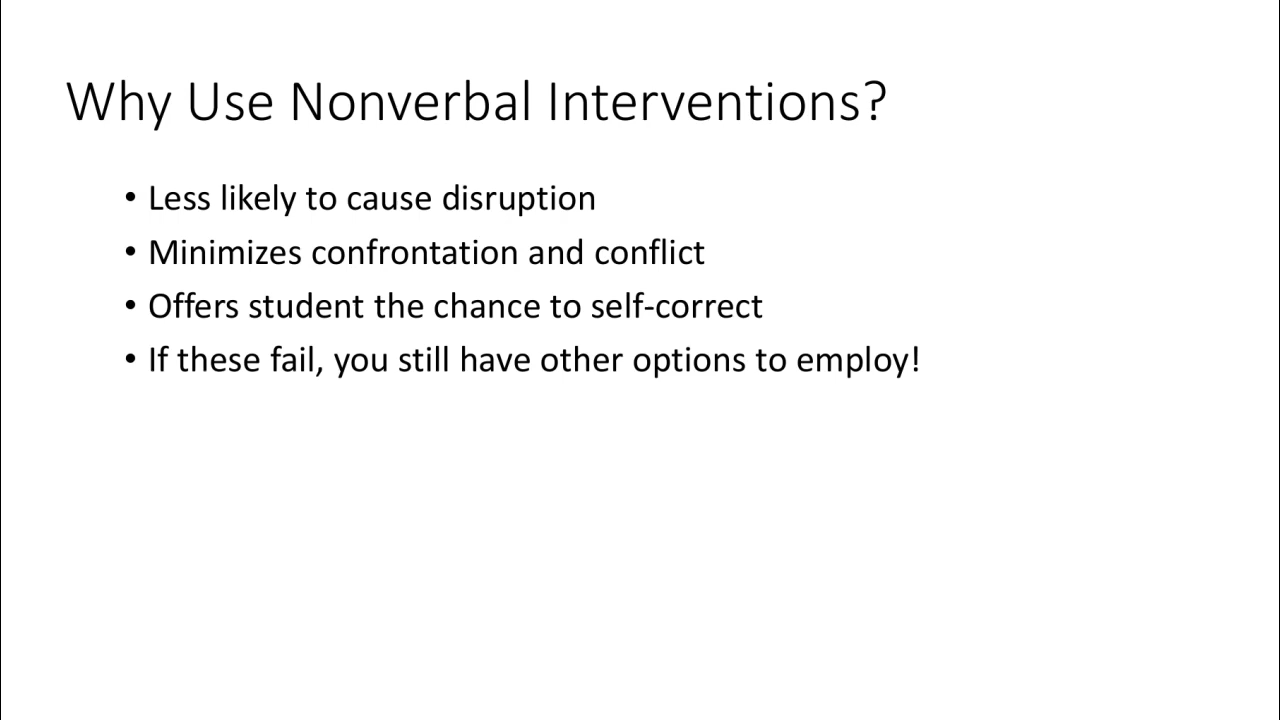 Why Use Nonverbal Interventions?
• Less likely to cause disruption
• Minimizes confrontation and conflict
• Offers student the chance to self-correct
• If these fail, you still have other options to employ!